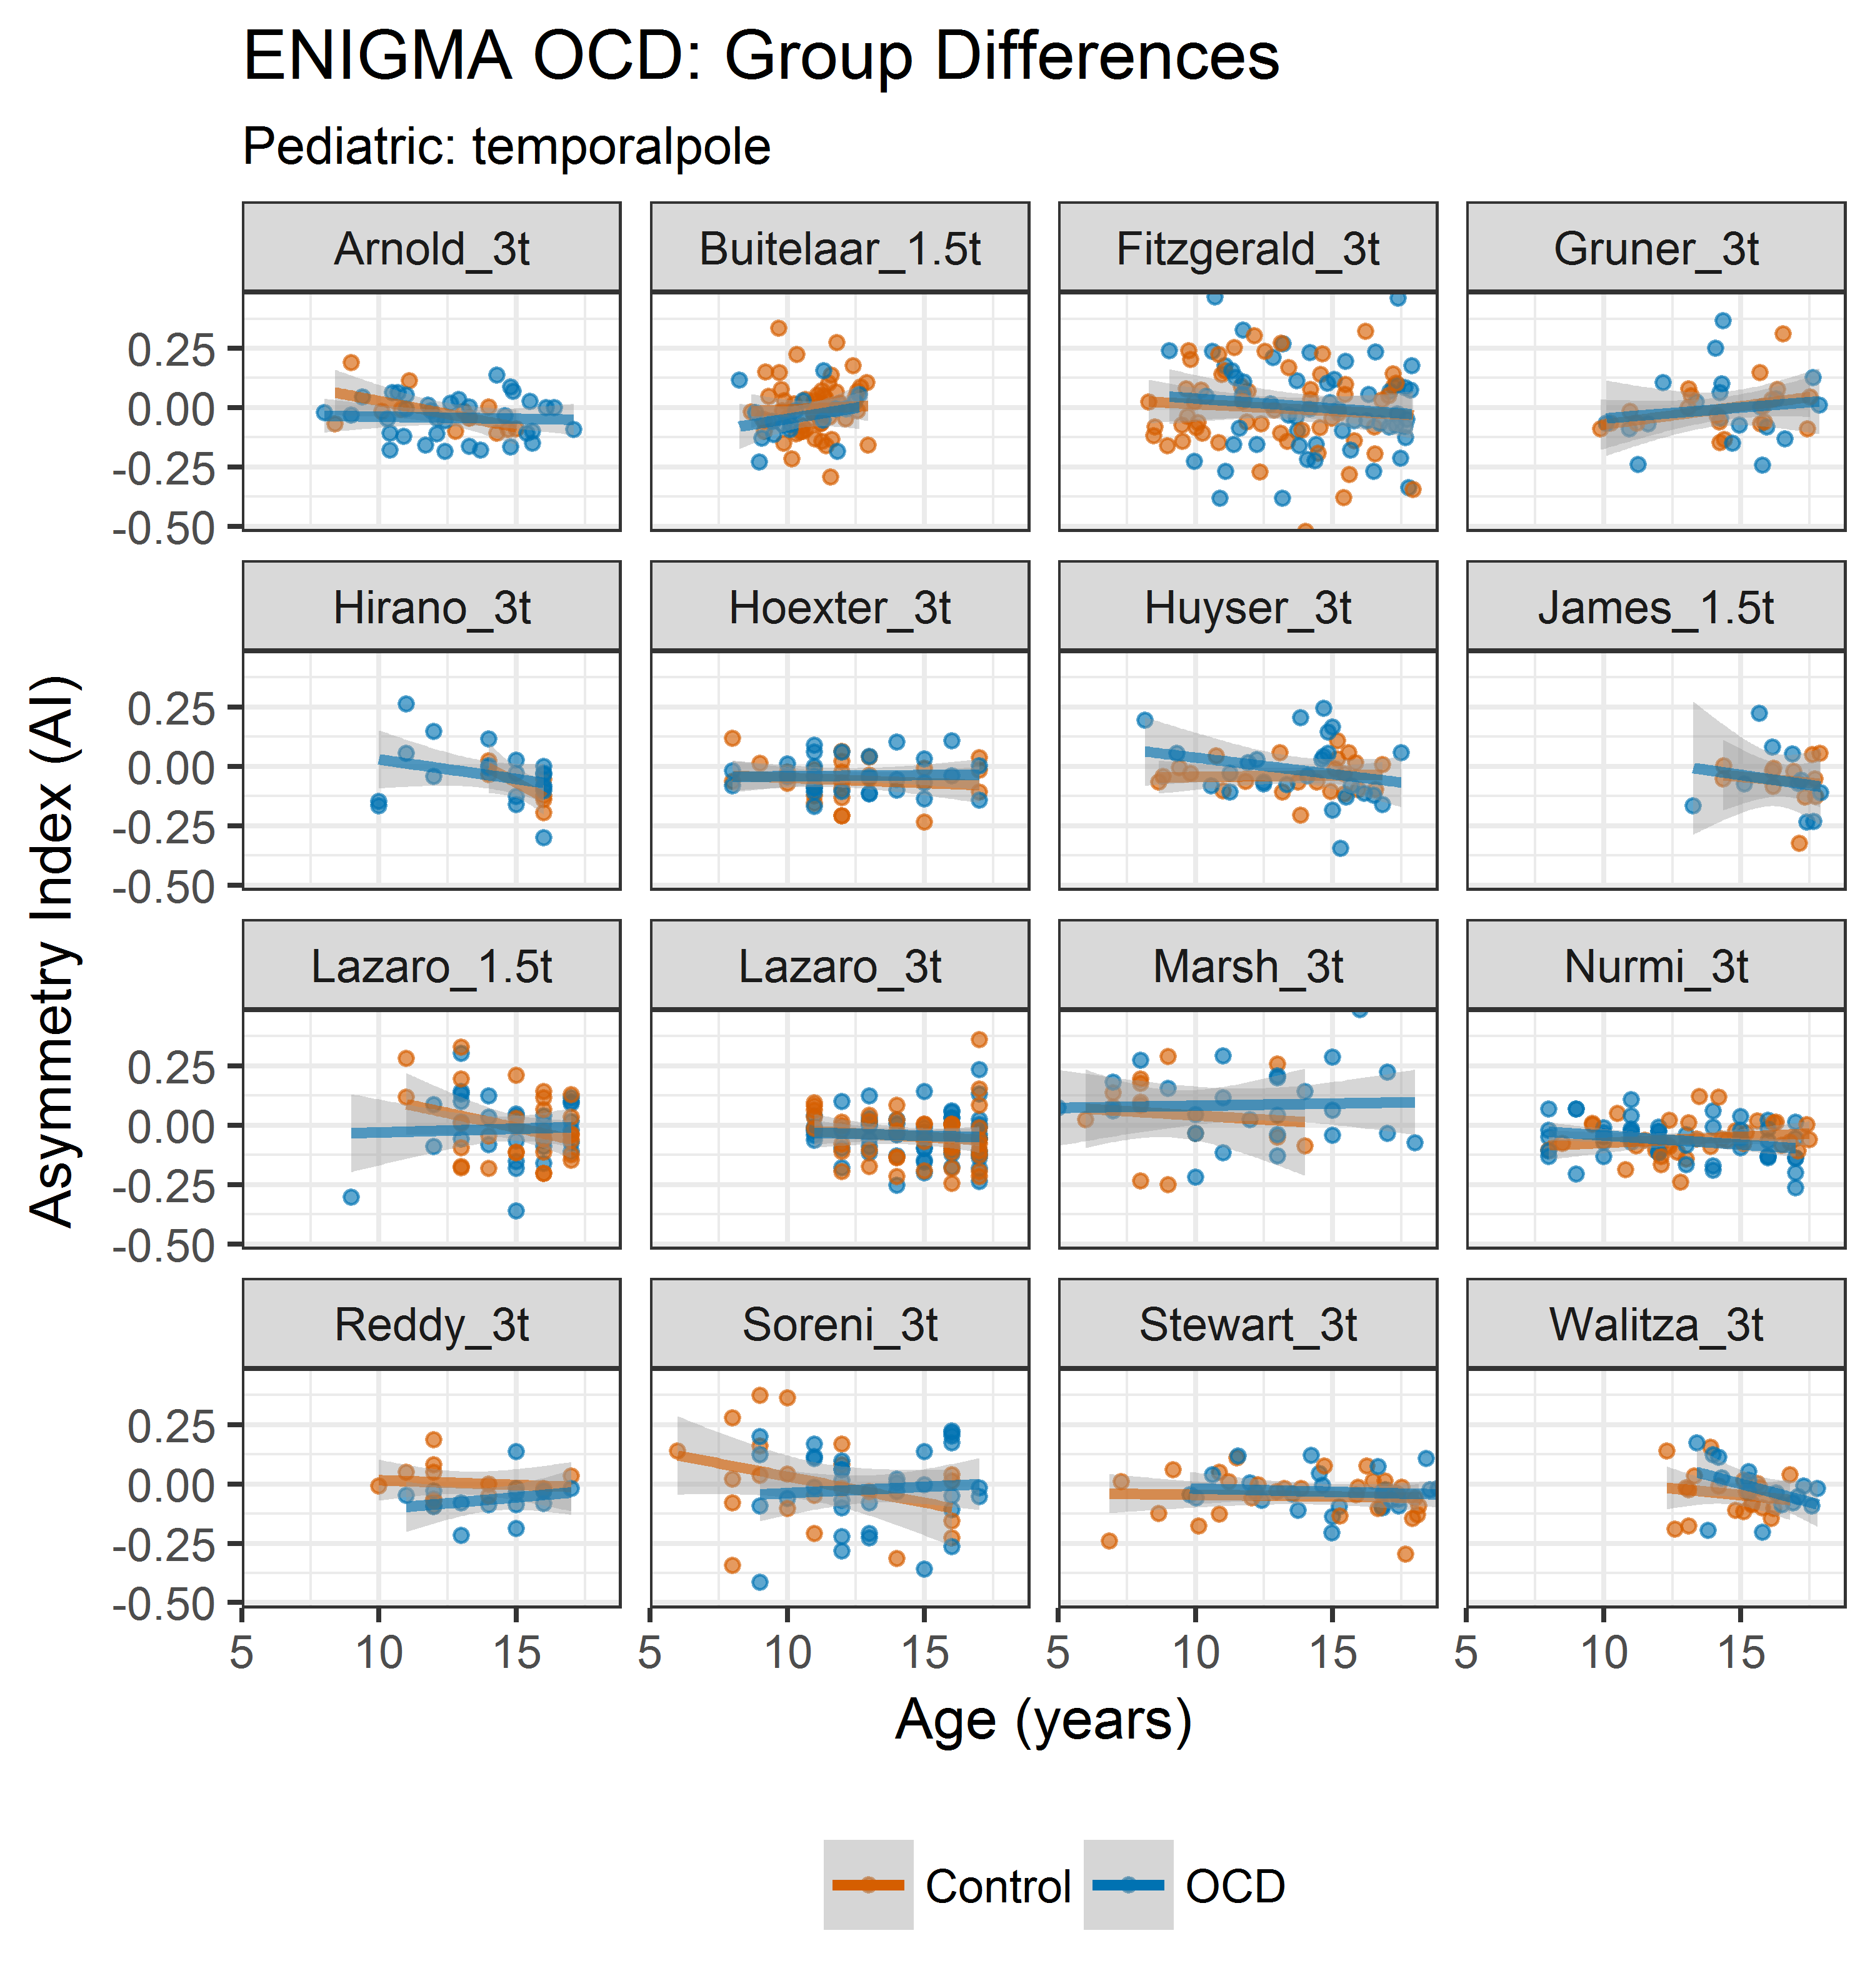 ENIGMA OCD: Group Differences
Pediatric: temporalpole
Arnold_3t Buitelaar_1.5t Fitzgerald_3t Gruner_3t
0.25
0.00
-0.25
-0.50
Hirano_3t Hoexter_3t Huyser_3t James_1.5t
0.25
0.00
-0.25
-0.50
Asymmetry Index (AI)
Lazaro_1.5t Lazaro_3t Marsh_3t Nurmi_3t
0.25
0.00
-0.25
-0.50
Reddy_3t Soreni_3t Stewart_3t Walitza_3t
0.25
0.00
-0.25
-0.50
5 10 15 5 10 15 5 10 15 5 10 15
Age (years)
Control OCD